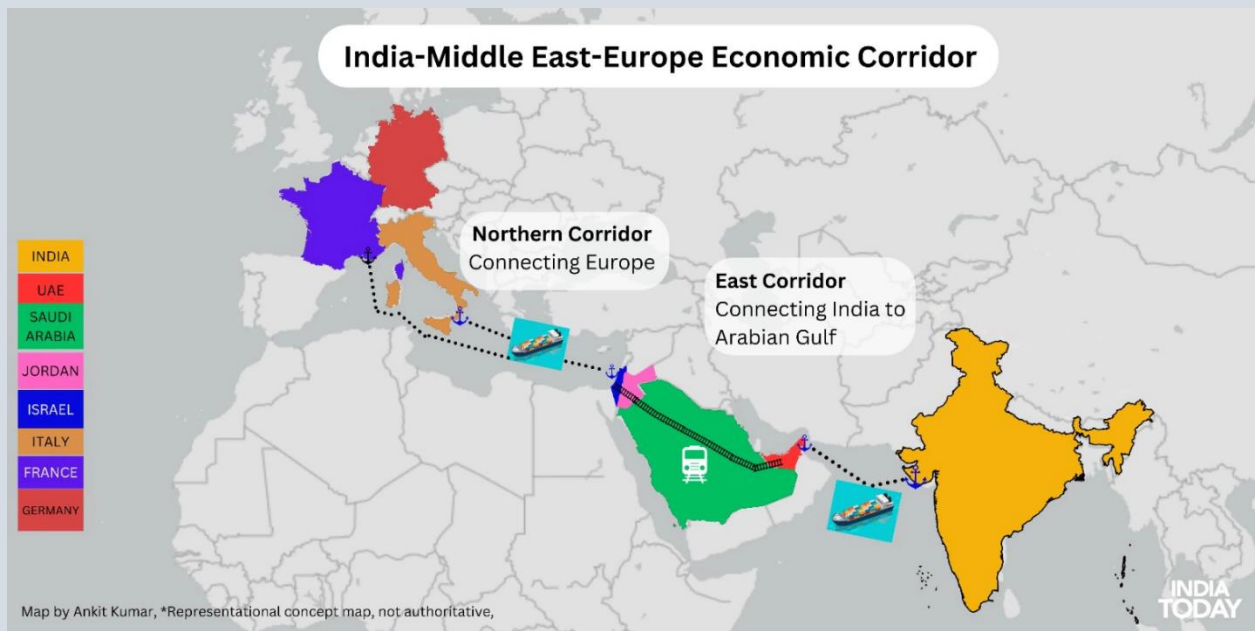 India-Middle East-Europe Economic Corridor
Northern Corridor
Connecting Europe
East Corridor
Connecting India to
Arabian Gulf
INDIA
UAE
SAUDI
ARABIA
JORDAN
ISRAEL
ITALY
FRANCE
GERMANY
Map by Ankit Kumar, *Representational concept map, not authoritative,
INDIA
TODAY